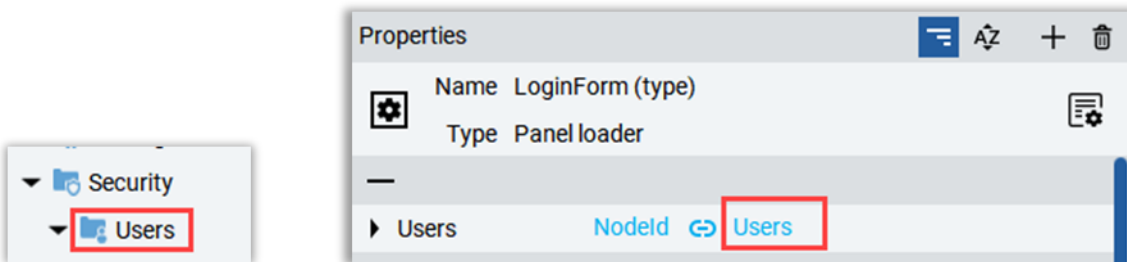 Security
Users
Properties
Name LoginForm (type)
Type Panel loader
Users NodeId Users